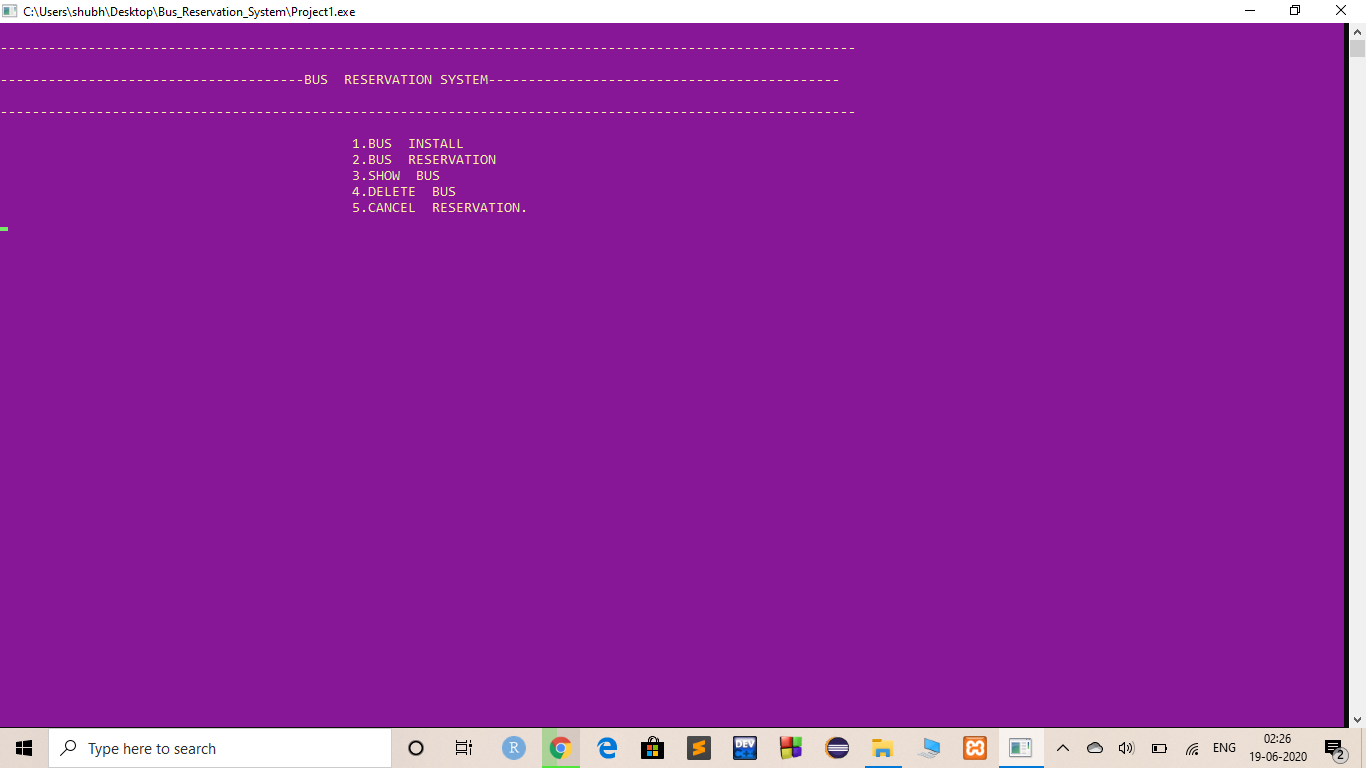 C:\Users\shubh\Desktop\Bus_Reservation_System\Project1.exe
-----------------------------------------------------------------------------------------------------------
--------------------------------------BUS  RESERVATION SYSTEM--------------------------------------------
-----------------------------------------------------------------------------------------------------------
1.BUS  INSTALL
2.BUS  RESERVATION
3.SHOW  BUS
4.DELETE  BUS
5.CANCEL  RESERVATION.
Type here to search
R
DEV
C++
ENG
02:26
19-06-2020
2